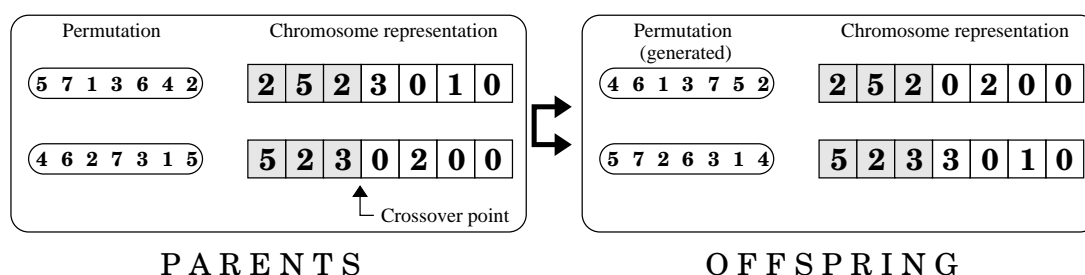 Permutation Chromosome representation
5 7 1 3 6 4 2 2 5 2 3 0 1 0
4 6 2 7 3 1 5 5 2 3 0 2 0 0
Crossover point
PARENTS
Permutation Chromosome representation
(generated)
4 6 1 3 7 5 2 2 5 2 0 2 0 0
5 7 2 6 3 1 4 5 2 3 3 0 1 0
OFFSPRING